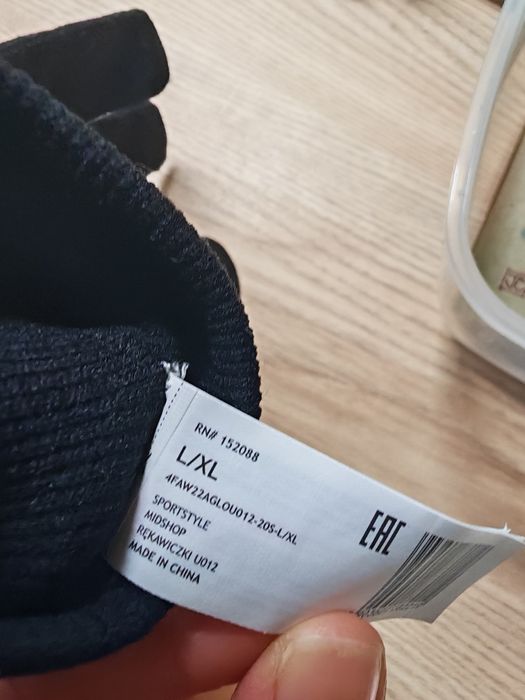 RN# 152088
L/XL
4FAW22AGLOU012-20S-L/XL
SPORTSTYLE
MIDSHOP
RĘKAWICZKI U012
MADE IN CHINA
EAC